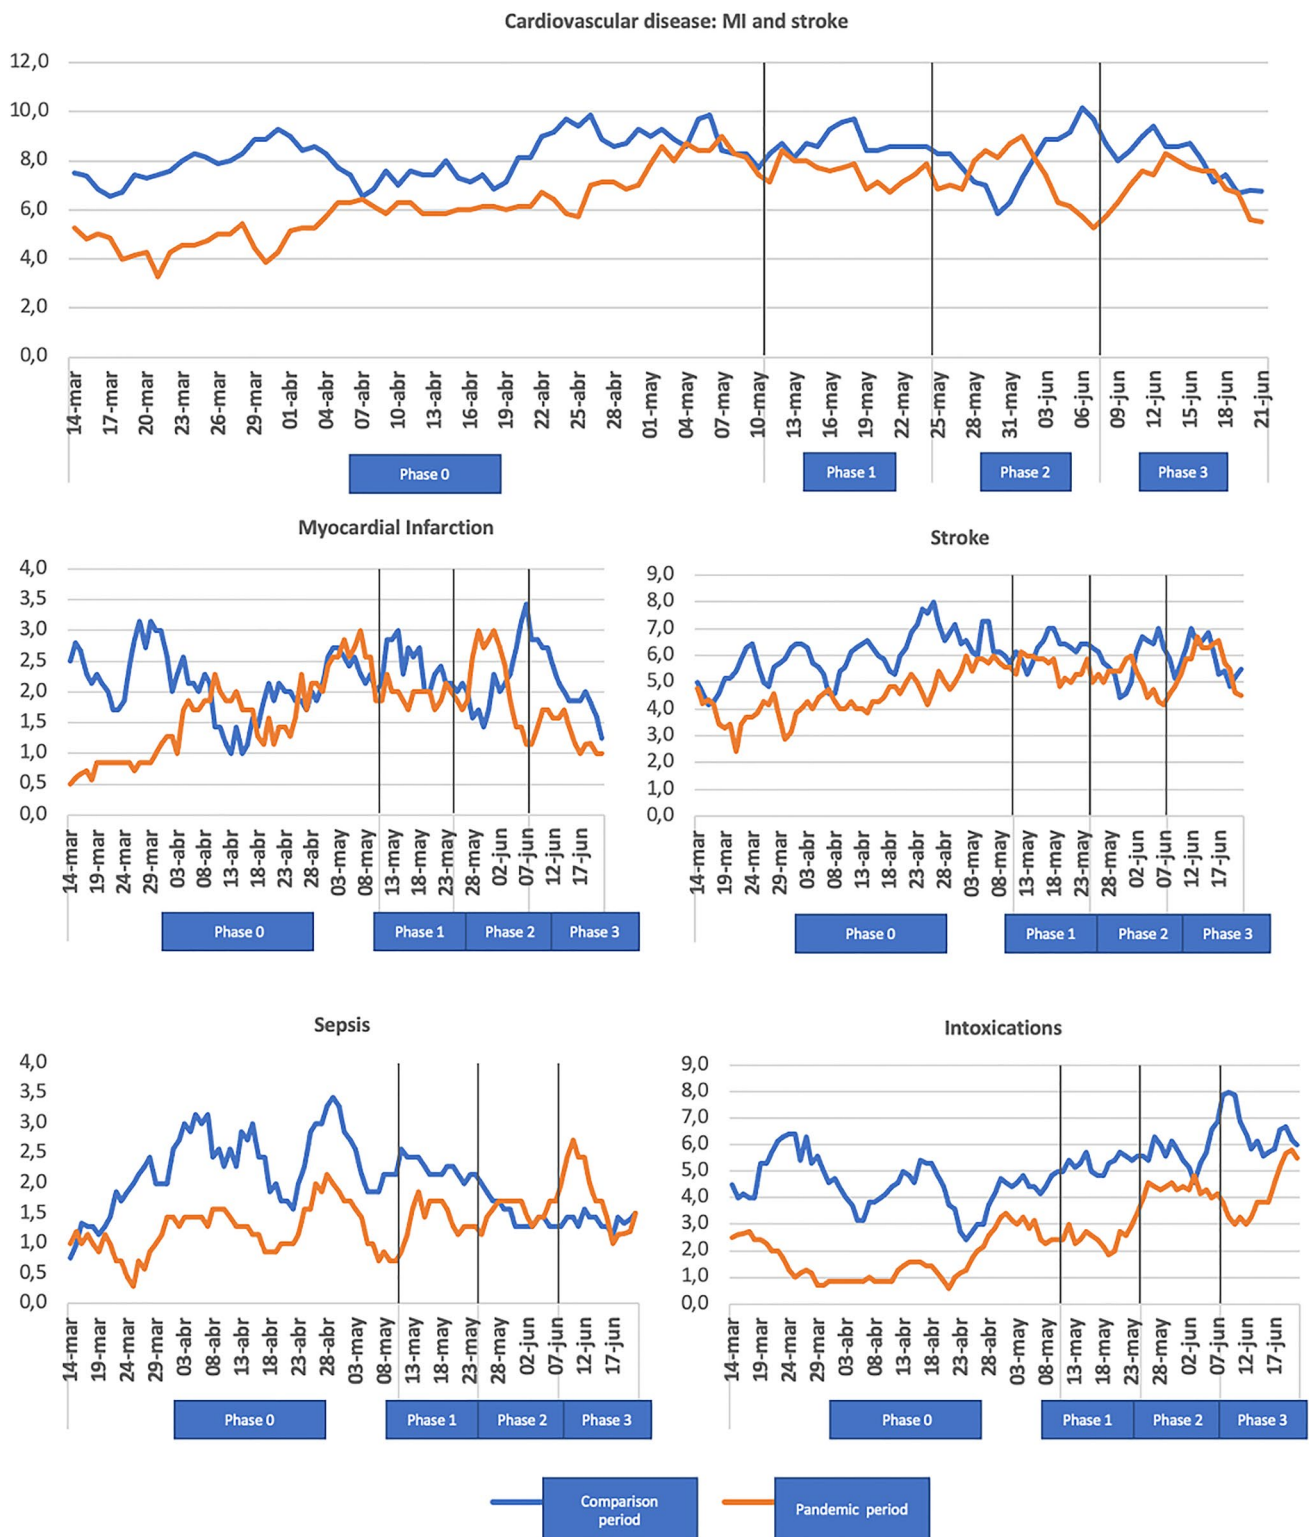 Cardiovascular disease: MI and stroke
12,0
10,0
8,0
6,0
4,0
2,0
0,0
14-mar 17-mar 20-mar 23-mar 26-mar 29-mar 01-abr 04-abr 07-abr 10-abr 13-abr 16-abr 19-abr 22-abr 25-abr 28-abr 01-may 04-may 07-may 10-may 13-may 16-may 19-may 22-may 25-may 28-may 31-may 03-jun 06-jun 09-jun 12-jun 15-jun 18-jun 21-jun
Phase 0 Phase 1 Phase 2 Phase 3
Myocardial Infarction
4,0
3,5
3,0
2,5
2,0
1,5
1,0
0,5
0,0
14-mar 19-mar 24-mar 29-mar 03-abr 08-abr 13-abr 18-abr 23-abr 28-abr 03-may 08-may 13-may 18-may 23-may 28-may 02-jun 07-jun 12-jun 17-jun
Phase 0 Phase 1 Phase 2 Phase 3
Stroke
9,0
8,0
7,0
6,0
5,0
4,0
3,0
2,0
1,0
0,0
14-mar 19-mar 24-mar 29-mar 03-abr 08-abr 13-abr 18-abr 23-abr 28-abr 03-may 08-may 13-may 18-may 23-may 28-may 02-jun 07-jun 12-jun 17-jun
Phase 0 Phase 1 Phase 2 Phase 3
Sepsis
4,0
3,5
3,0
2,5
2,0
1,5
1,0
0,5
0,0
14-mar 19-mar 24-mar 29-mar 03-abr 08-abr 13-abr 18-abr 23-abr 28-abr 03-may 08-may 13-may 18-may 23-may 28-may 02-jun 07-jun 12-jun 17-jun
Phase 0 Phase 1 Phase 2 Phase 3
Intoxications
9,0
8,0
7,0
6,0
5,0
4,0
3,0
2,0
1,0
0,0
14-mar 19-mar 24-mar 29-mar 03-abr 08-abr 13-abr 18-abr 23-abr 28-abr 03-may 08-may 13-may 18-may 23-may 28-may 02-jun 07-jun 12-jun 17-jun
Phase 0 Phase 1 Phase 2 Phase 3
Comparison
period
Pandemic period